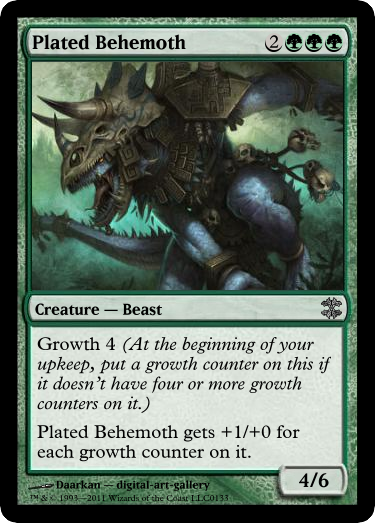 Plated Behemoth 2
Creature — Beast
Growth 4 (At the beginning of your
upkeep, put a growth counter on this if
it doesn't have four or more growth
counters on it.)
Plated Behemoth gets +1/+0 for
each growth counter on it.
4/6
Daarkan — digital-art-gallery
™ & © 1993–2011 Wizards of the Coast LLC 0133